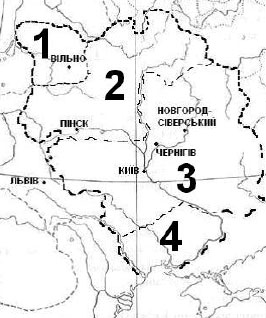 1
ВІЛЬНО
2
НОВГОРОД-
СІВЕРСЬКИЙ
ПІНСК
ЧЕРНІГІВ
КИЇВ
3
ЛЬВІВ
4